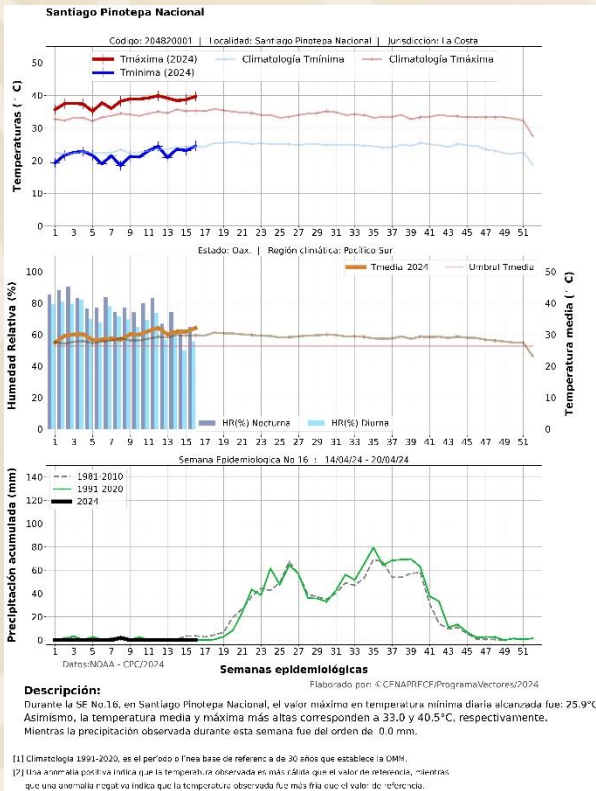 Santiago Pinotepa Nacional
Código: 204820001 | Localidad: Santiago Pinotepa Nacional | Jurisdiccion: La Costa
Tmáxima (2024)
Climatología Tmínima
Climatología Tmáxima
Tmínima (2024)
Temperaturas (° C)
50
40
30
20
10
0
1 3 5 7 9 11 13 15 17 19 21 23 25 27 29 31 33 35 37 39 41 43 45 47 49 51
Estado: Oax. | Región climática: Pacífico Sur
Tmedia 2024
Umbral Tmedia
HR(%) Nocturna
HR(%) Diurna
Humedad Relativa (%)
100
80
60
40
20
0
Temperatura media (° C)
50
40
30
20
10
0
1 3 5 7 9 11 13 15 17 19 21 23 25 27 29 31 33 35 37 39 41 43 45 47 49 51
Semana Epidemiologica No 16 : 14/04/24 - 20/04/24
1981-2010
1991-2020
2024
Precipitación acumulada (mm)
140
120
100
80
60
40
20
0
1 3 5 7 9 11 13 15 17 19 21 23 25 27 29 31 33 35 37 39 41 43 45 47 49 51
Datos:NOAA - CPC/2024
Semanas epidemiológicas
Elaborado por: ©CENAPRECE/ProgramaVectores/2024
Descripción:
Durante la SE No.16, en Santiago Pinotepa Nacional, el valor máximo en temperatura mínima diaria alcanzada fue: 25.9°C
Asimismo, la temperatura media y máxima más altas corresponden a 33.0 y 40.5°C, respectivamente.
Mientras la precipitación observada durante esta semana fue del orden de 0.0 mm.
[1] Climatología 1991-2020, es el período o línea base de referencia de 30 años que establece la OMM.
[2] Una anomalía positiva indica que la temperatura observada es más cálida que el valor de referencia, mientras
que una anomalía negativa indica que la temperatura observada fue más fría que el valor de referencia.